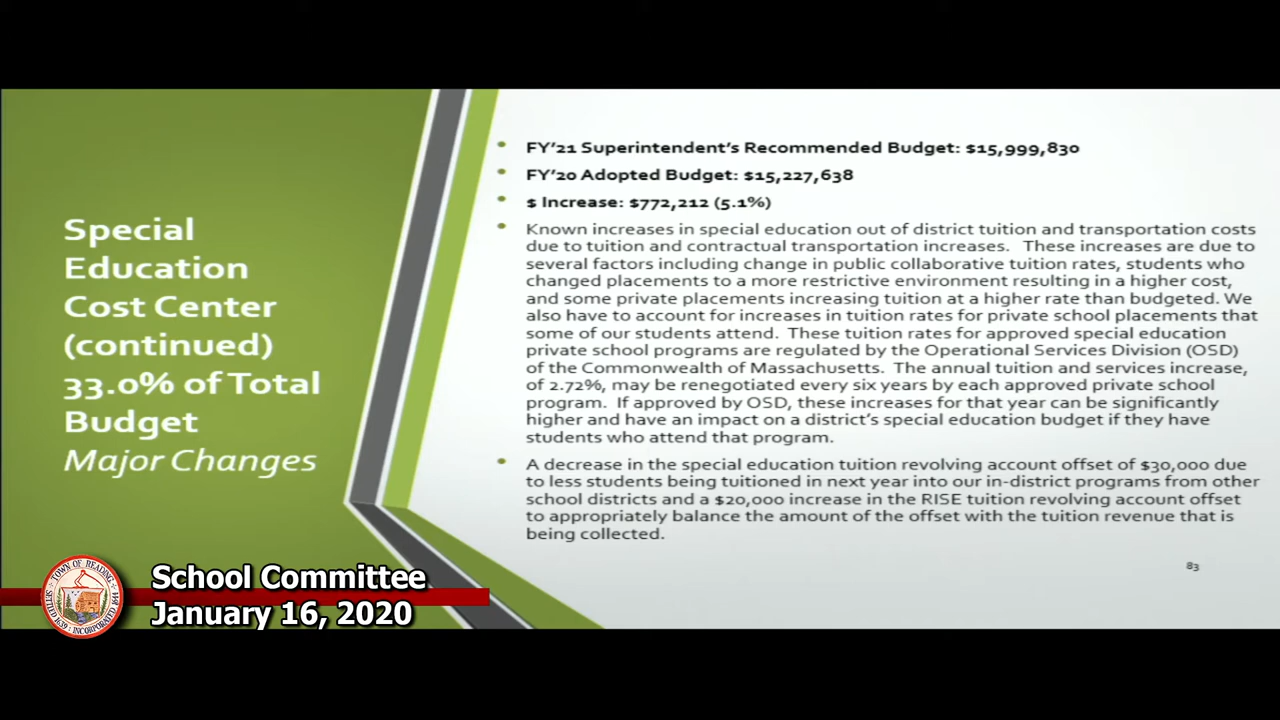 FY'21 Superintendent's Recommended Budget: $15,999,830
FY'20 Adopted Budget: $15,227,638
$ Increase: $772,212 (5.1%)
Known increases in special education out of district tuition and transportation costs
due to tuition and contractual transportation increases. These increases are due to
several factors including change in public collaborative tuition rates, students who
changed placements to a more restrictive environment resulting in a higher cost,
and some private placements increasing tuition at a higher rate than budgeted. We
also have to account for increases in tuition rates for private school placements that
some of our students attend. These tuition rates for approved special education
private school programs are regulated by the Operational Services Division (OSD)
of the Commonwealth of Massachusetts. The annual tuition and services increase,
of 2.72%, may be renegotiated every six years by each approved private school
program. If approved by OSD, these increases for that year can be significantly
higher and have an impact on a district's special education budget if they have
students who attend that program.
A decrease in the special education tuition revolving account offset of $30,000 due
to less students being tuitioned in next year into our in-district programs from other
school districts and a $20,000 increase in the RISE tuition revolving account offset
to appropriately balance the amount of the offset with the tuition revenue that is
being collected.
83
Special
Education
Cost Center
(continued)
33.0% of Total
Budget
Major Changes
TOWN OF READING
SETTLED 1639 INCORPORATED 1644
School Committee
January 16, 2020